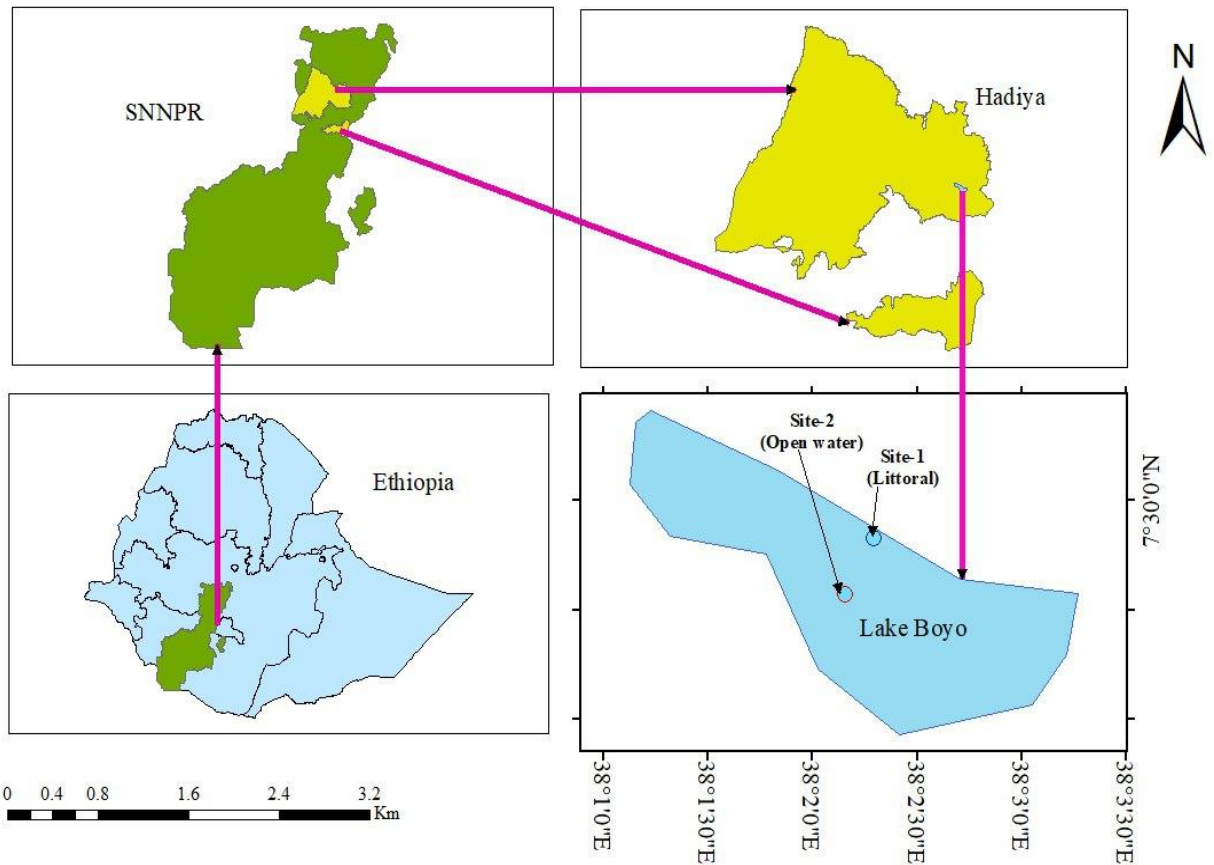 SNNPR
Hadiya
N
Ethiopia
Site-2
(Open water)
Site-1
(Littoral)
Lake Boyo
7°30'0"N
0 0.4 0.8 1.6 2.4 3.2
Km
38°1'0"E
38°1'30"E
38°2'0"E
38°2'30"E
38°3'0"E
38°3'30"E